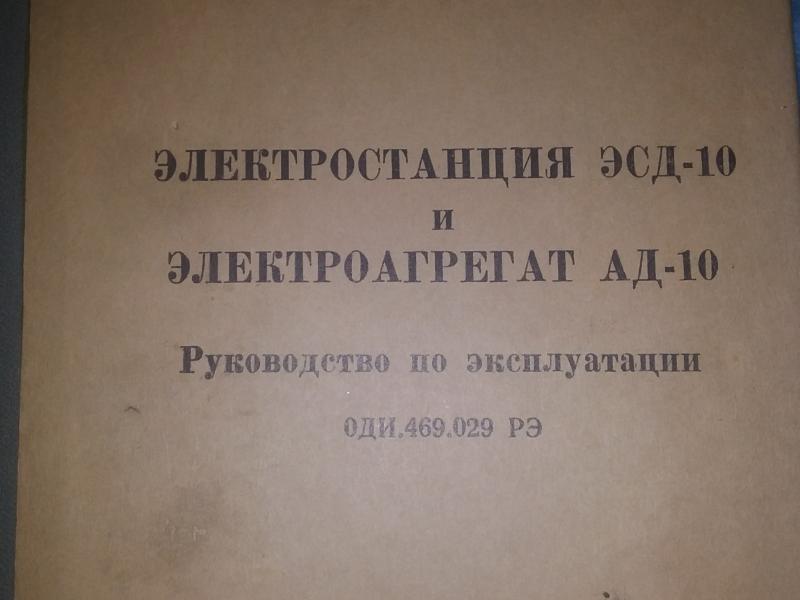 ЭЛЕКТРОСТАНЦИЯ ЭСД-10
и
ЭЛЕКТРОАГРЕГАТ АД-10
Руководство по эксплуатации
ОДИ.469.029 РЭ